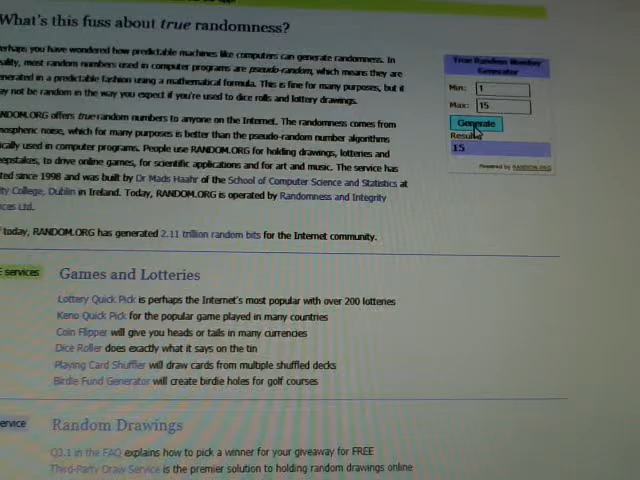 What's this fuss about true randomness?
erhaps you have wondered how predictable machines like computers can generate randomness. In
ality, most random numbers used in computer programs are pseudo-random, which means they are
enerated in a predictable fashion using a mathematical formula. This is fine for many purposes, but it
ay not be random in the way you expect if you're used to dice rolls and lottery drawings.
NDOM.ORG offers true random numbers to anyone on the Internet. The randomness comes from
mospheric noise, which for many purposes is better than the pseudo-random number algorithms
ically used in computer programs. People use RANDOM.ORG for holding drawings, lotteries and
eepstakes, to drive online games, for scientific applications and for art and music. The service has
ted since 1998 and was built by Dr Mads Haahr of the School of Computer Science and Statistics at
ty College, Dublin in Ireland. Today, RANDOM.ORG is operated by Randomness and Integrity
ces Ltd.
today, RANDOM.ORG has generated 2.11 trillion random bits for the Internet community.
True Random Number
Generator
Min: 1
Max: 15
Generate
Result:
15
Powered by RANDOM.ORG
E services
Games and Lotteries
Lottery Quick Pick is perhaps the Internet's most popular with over 200 lotteries
Keno Quick Pick for the popular game played in many countries
Coin Flipper will give you heads or tails in many currencies
Dice Roller does exactly what it says on the tin
Playing Card Shuffler will draw cards from multiple shuffled decks
Birdie Fund Generator will create birdie holes for golf courses
ervice
Random Drawings
Q3.1 in the FAQ explains how to pick a winner for your giveaway for FREE
Third-Party Draw Service is the premier solution to holding random drawings online